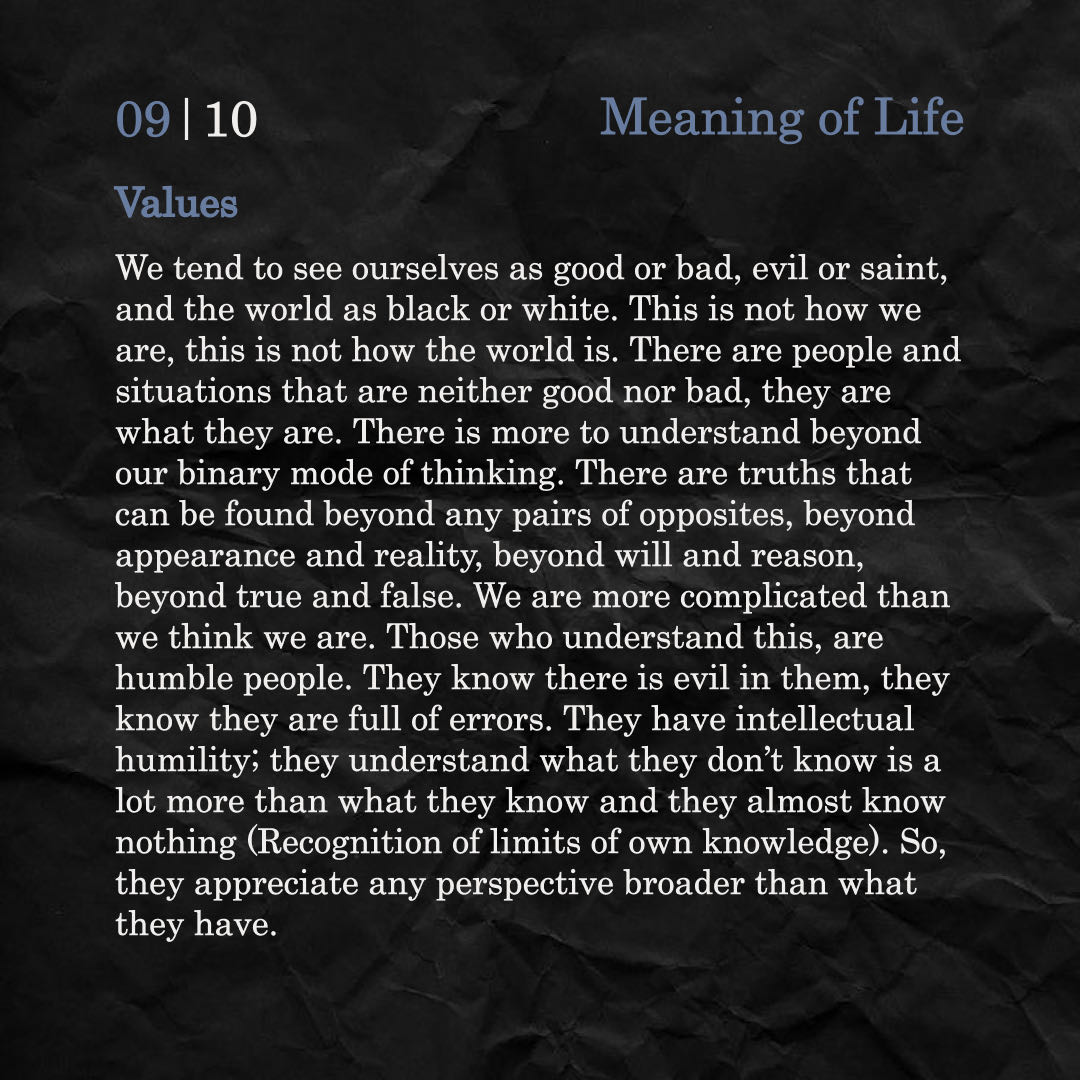 09 | 10
Meaning of Life
Values
We tend to see ourselves as good or bad, evil or saint,
and the world as black or white. This is not how we
are, this is not how the world is. There are people and
situations that are neither good nor bad, they are
what they are. There is more to understand beyond
our binary mode of thinking. There are truths that
can be found beyond any pairs of opposites, beyond
appearance and reality, beyond will and reason,
beyond true and false. We are more complicated than
we think we are. Those who understand this, are
humble people. They know there is evil in them, they
know they are full of errors. They have intellectual
humility; they understand what they don’t know is a
lot more than what they know and they almost know
nothing (Recognition of limits of own knowledge). So,
they appreciate any perspective broader than what
they have.